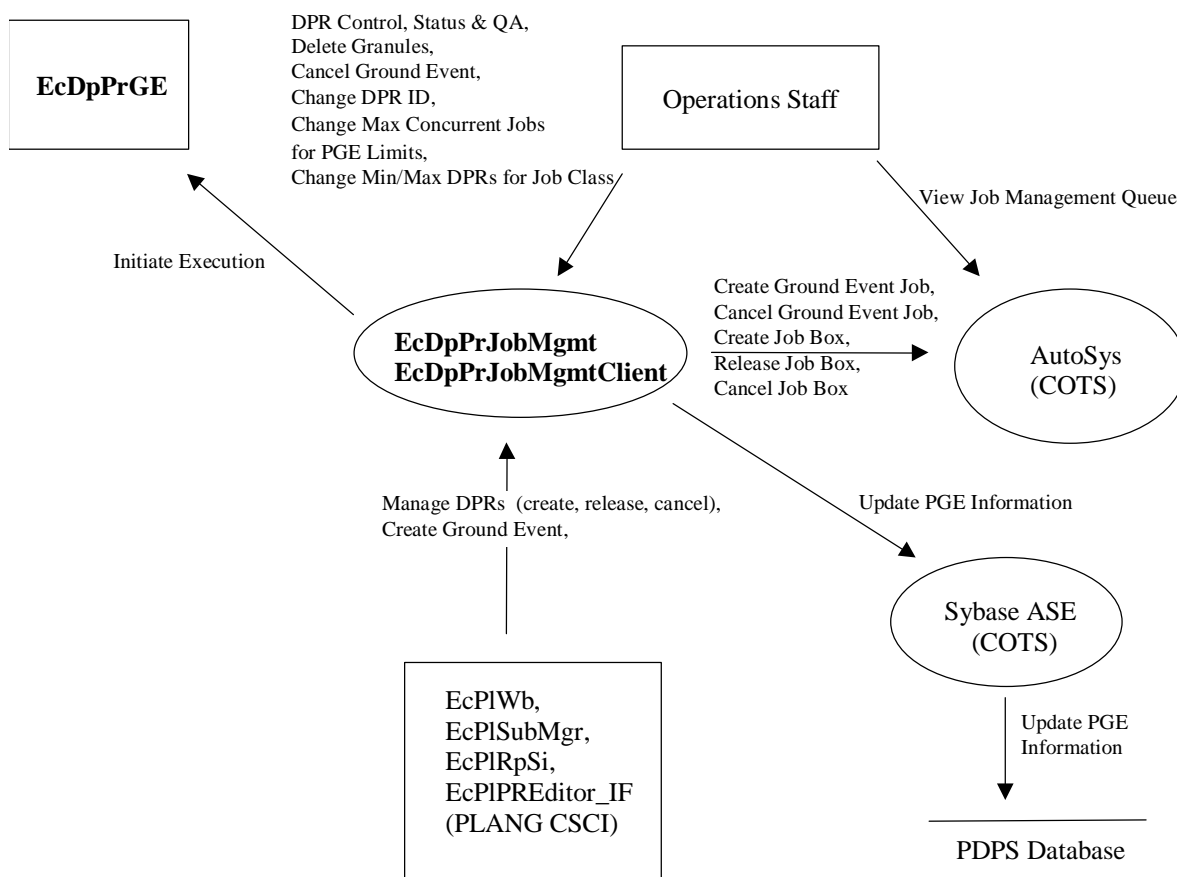 DPR Control, Status & QA,
Delete Granules,
Cancel Ground Event,
Change DPR ID,
Change Max Concurrent Jobs
for PGE Limits,
Change Min/Max DPRs for Job Class
EcDpPrGE
Operations Staff
View Job Management Queue
Initiate Execution
Create Ground Event Job,
Cancel Ground Event Job,
Create Job Box,
Release Job Box,
Cancel Job Box
EcDpPrJobMgmt
EcDpPrJobMgmtClient
AutoSys
(COTS)
Manage DPRs (create, release, cancel),
Create Ground Event,
Update PGE Information
Sybase ASE
(COTS)
EcPlWb,
EcPlSubMgr,
EcPlRpSi,
EcPlPREditor_IF
(PLANG CSCI)
Update PGE
Information
PDPS Database